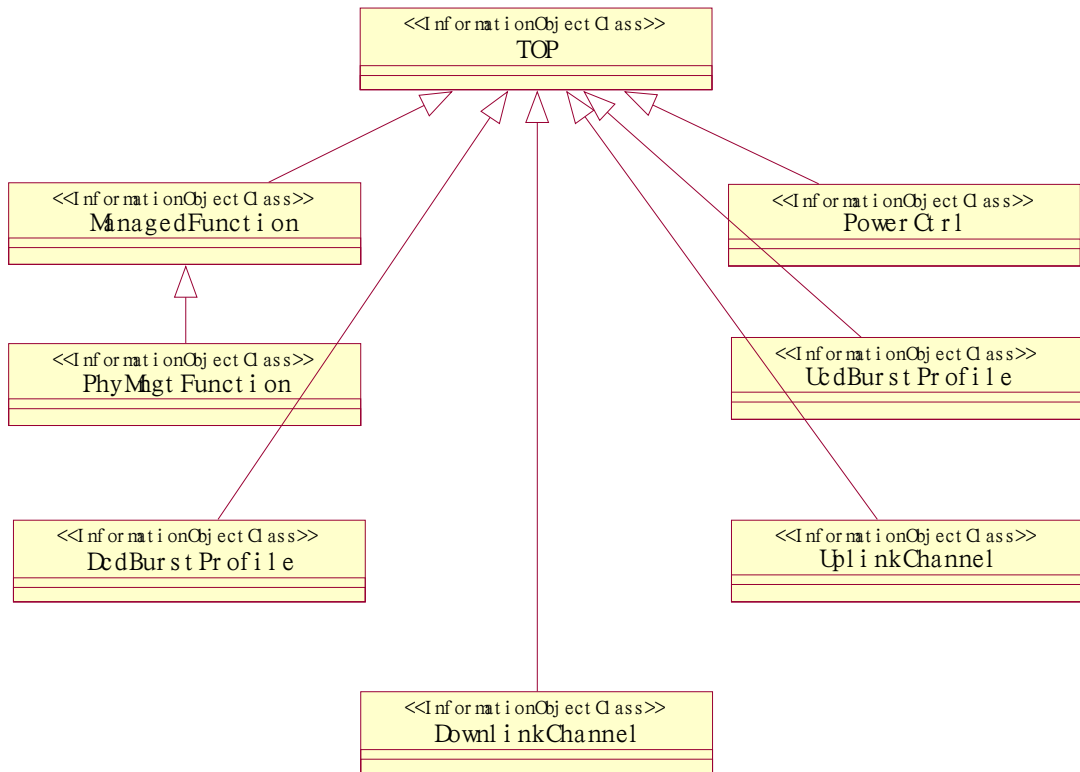 <<InformationObjectClass>>
TOP
<<InformationObjectClass>>
ManagedFunction
<<InformationObjectClass>>
PowerCtrl
<<InformationObjectClass>>
PhyMngtFunction
<<InformationObjectClass>>
UcdBurstProfile
<<InformationObjectClass>>
DcdBurstProfile
<<InformationObjectClass>>
UplinkChannel
<<InformationObjectClass>>
DownlinkChannel